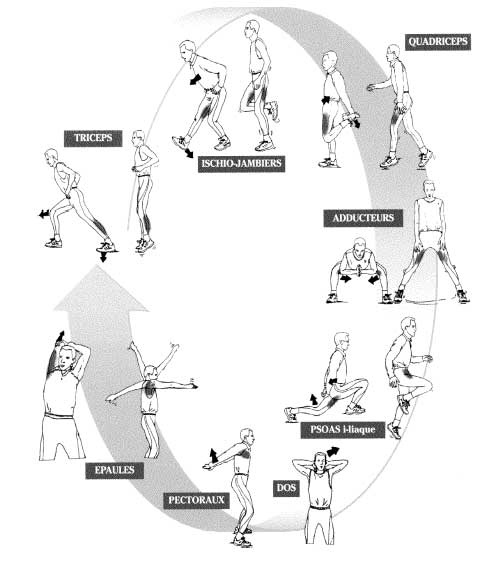 QUADRICEPS
ISCHIO-JAMBIERS
TRICEPS
ADDUCTEURS
PSOAS i-liaque
EPAULES
DOS
PECTORAUX